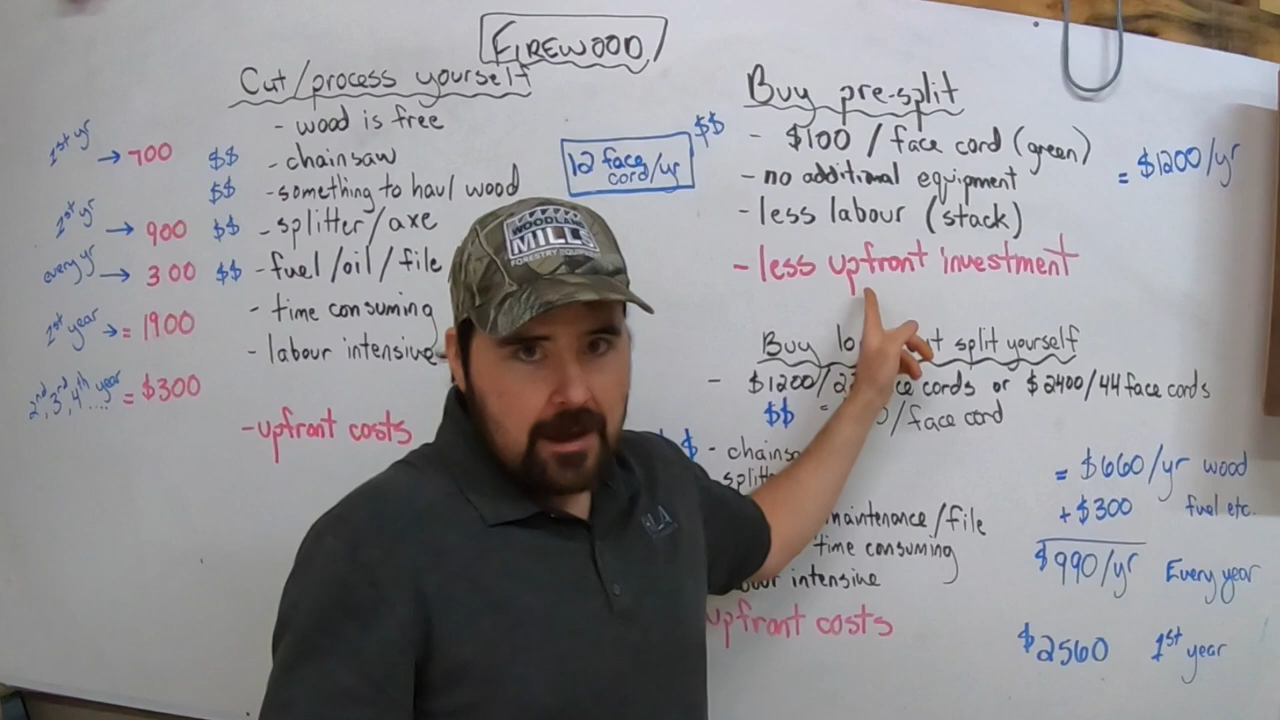 FIREWOOD
Cut/process yourself
- wood is free
1st yr → 700 $$ - chainsaw
$$ - something to haul wood
1st yr → 900 $$ - splitter/axe
every yr → 300 $$ - fuel/oil/file
- time consuming
1st year → = 1900
- labour intensive
2nd, 3rd, 4th .... year = $300
- upfront costs
12 face cord/yr
$$
Buy pre-split
- $100 / face cord (green)
= $1200/yr
- no additional equipment
- less labour (stack)
- less upfront investment
Buy split yourself
- $1200/ cords or $2400/44 face cords
$$ = /face cord
$ - chainsa
splitt
maintenance/file
time consuming
intensive
upfront costs
= $660/yr wood
+ $300 fuel etc.
$990/yr Every year
$2560 1st year
WOODLAND
MILLS
FORESTRY EQUIPMENT